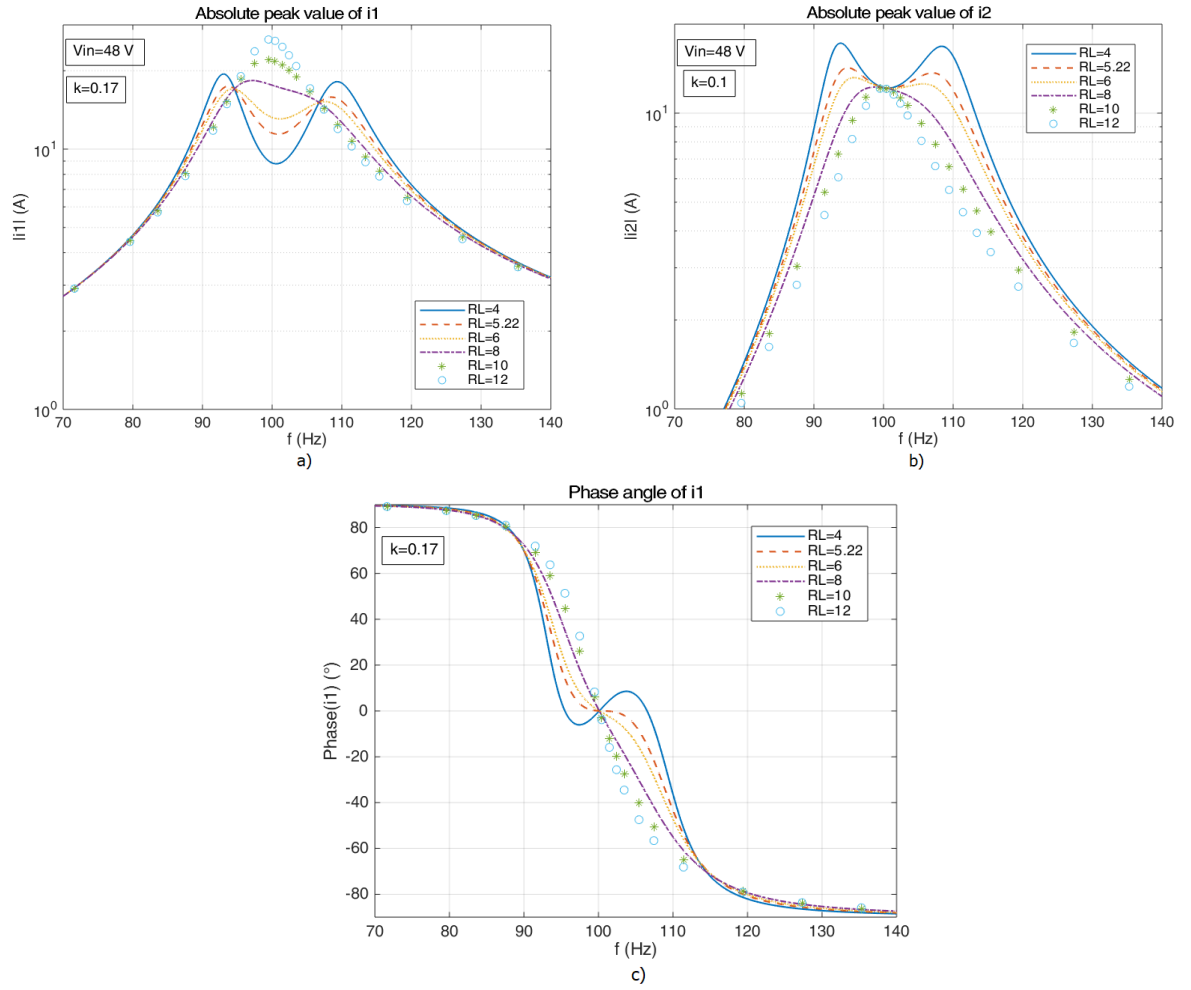 Absolute peak value of i1
Vin=48 V
k=0.17
10^1
10^0
|i1| (A)
70 80 90 100 110 120 130 140
f (Hz)
RL=4
RL=5.22
RL=6
RL=8
RL=10
RL=12
a)
Absolute peak value of i2
Vin=48 V
k=0.1
10^1
10^1
10^0
|i2| (A)
70 80 90 100 110 120 130 140
f (Hz)
RL=4
RL=5.22
RL=6
RL=8
RL=10
RL=12
b)
Phase angle of i1
k=0.17
80
60
40
20
0
-20
-40
-60
-80
Phase(i1) (°)
70 80 90 100 110 120 130 140
f (Hz)
RL=4
RL=5.22
RL=6
RL=8
RL=10
RL=12
c)